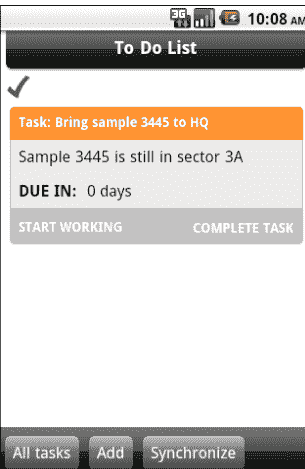 3G
10:08 AM
To Do List
Task: Bring sample 3445 to HQ
Sample 3445 is still in sector 3A
DUE IN: 0 days
START WORKING COMPLETE TASK
All tasks Add Synchronize